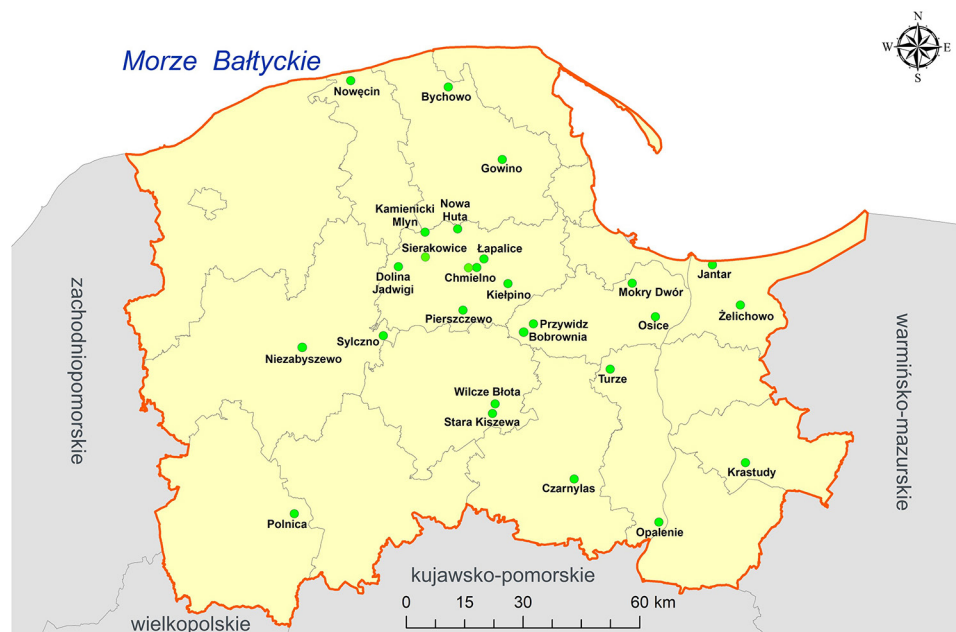 N
Morze Bałtyckie
W
E
S
Nowęcin
Bychowo
Gowino
Kamienicki
Mlyn
Nowa
Huta
Sierakowice
Łapalice
Dolina
Jadwigi
Chmielno
Kiełpino
Jantar
Mokry Dwór
Żelichowo
Pierszczewo
Osice
Przywidz
Bobrownia
Sylczno
Niezabyszewo
Turze
Wilcze Błota
Stara Kiszewa
Krastudy
Czarnylas
Polnica
Opalenie
zachodniopomorskie
warmińsko-mazurskie
kujawsko-pomorskie
wielkopolskie
0 15 30 60 km